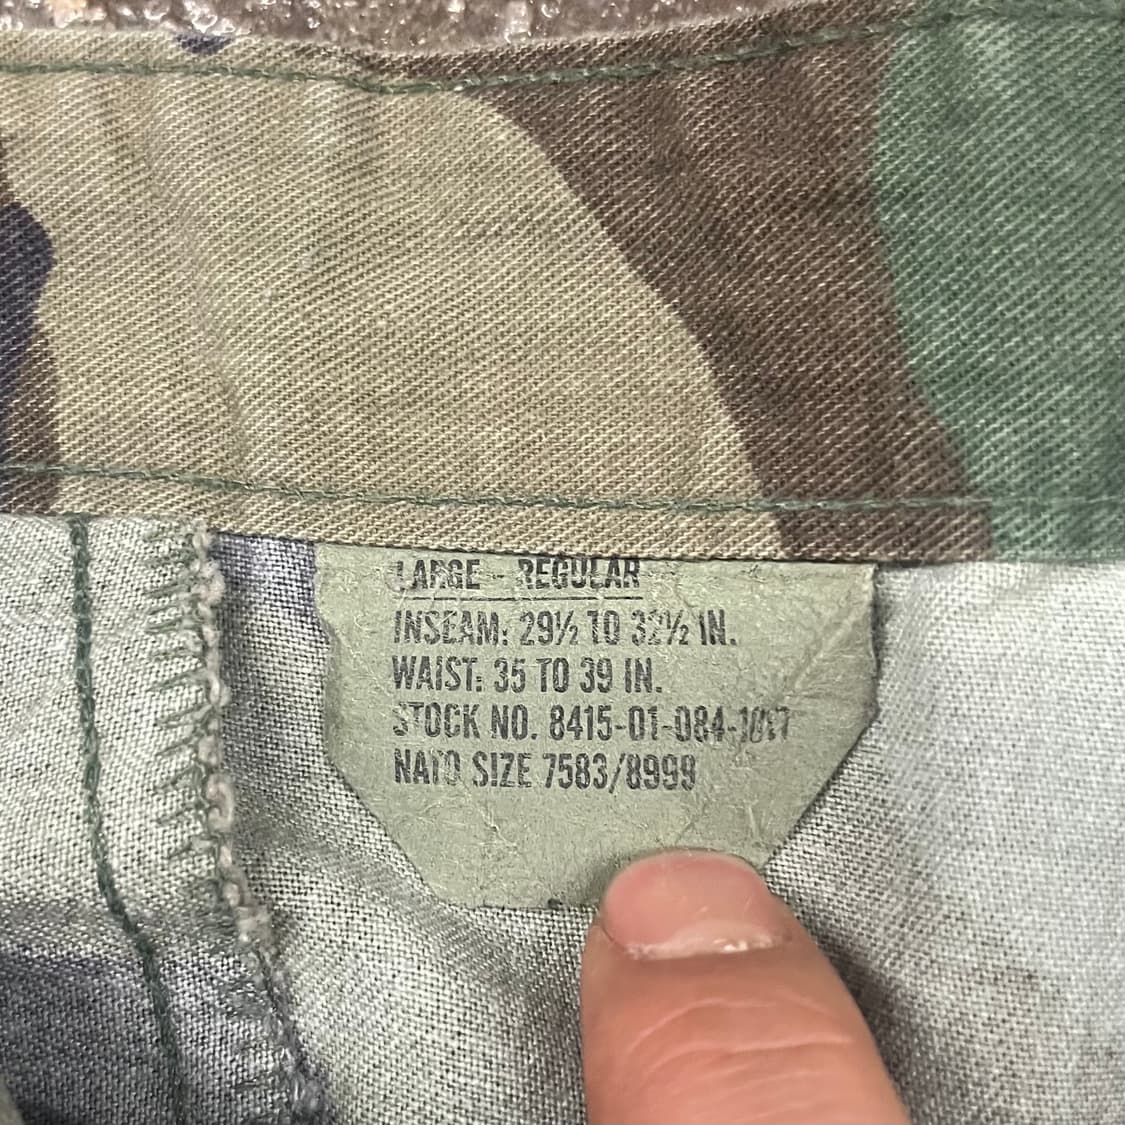 LARGE - REGULAR
INSEAM: 29½ TO 32½ IN.
WAIST: 35 TO 39 IN.
STOCK NO. 8415-01-084-1017
NATO SIZE 7583/8999